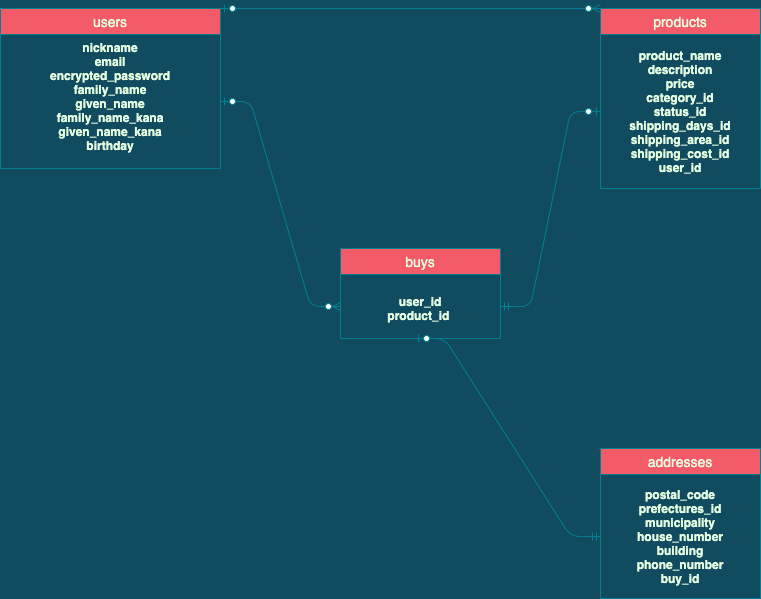 users
nickname
email
encrypted_password
family_name
given_name
family_name_kana
given_name_kana
birthday
products
product_name
description
price
category_id
status_id
shipping_days_id
shipping_area_id
shipping_cost_id
user_id
buys
user_id
product_id
addresses
postal_code
prefectures_id
municipality
house_number
building
phone_number
buy_id